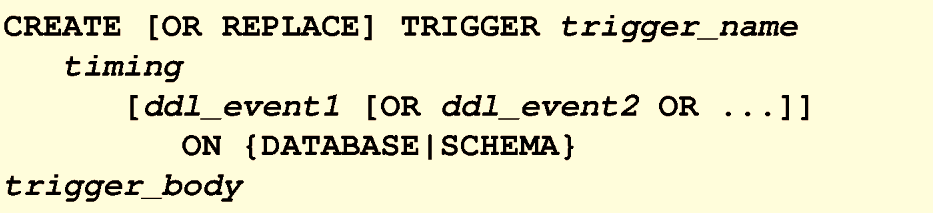 CREATE [OR REPLACE] TRIGGER trigger_name
timing
[ddl_event1 [OR ddl_event2 OR ...]]
ON {DATABASE|SCHEMA}
trigger_body